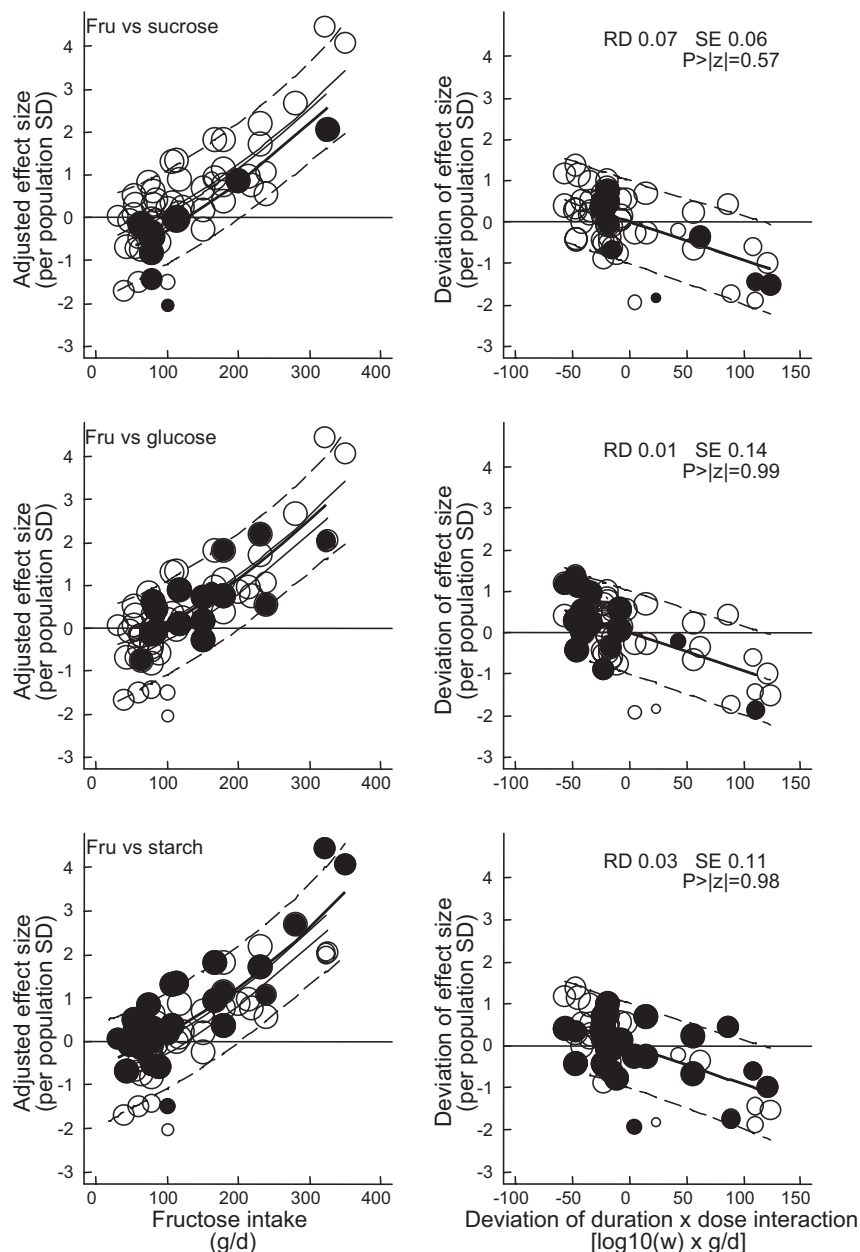 Fru vs sucrose
Adjusted effect size
(per population SD)
4
3
2
1
0
-1
-2
-3
0 100 200 300 400
RD 0.07 SE 0.06
P>|z|=0.57
Deviation of effect size
(per population SD)
4
3
2
1
0
-1
-2
-3
-100 -50 0 50 100 150
Fru vs glucose
Adjusted effect size
(per population SD)
4
3
2
1
0
-1
-2
-3
0 100 200 300 400
RD 0.01 SE 0.14
P>|z|=0.99
Deviation of effect size
(per population SD)
4
3
2
1
0
-1
-2
-3
-100 -50 0 50 100 150
Fru vs starch
Adjusted effect size
(per population SD)
4
3
2
1
0
-1
-2
-3
0 100 200 300 400
Fructose intake
(g/d)
RD 0.03 SE 0.11
P>|z|=0.98
Deviation of effect size
(per population SD)
4
3
2
1
0
-1
-2
-3
-100 -50 0 50 100 150
Deviation of duration x dose interaction
[log10(w) x g/d]